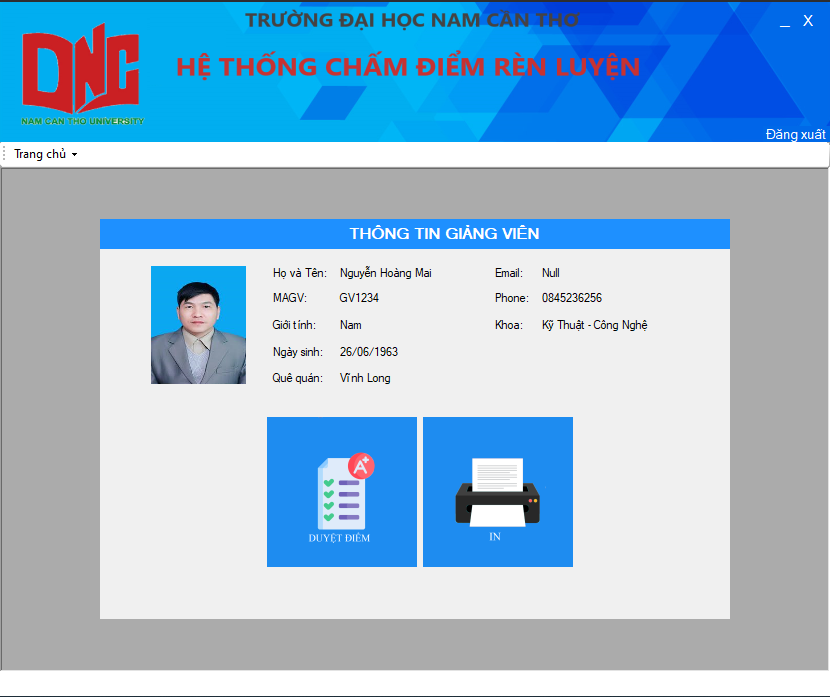 TRƯỜNG ĐẠI HỌC NAM CẦN THƠ
_ X
HỆ THỐNG CHẤM ĐIỂM RÈN LUYỆN
DNC
NAM CAN THO UNIVERSITY
Đăng xuất
Trang chủ
THÔNG TIN GIẢNG VIÊN
Họ và Tên: Nguyễn Hoàng Mai Email: Null
MAGV: GV1234 Phone: 0845236256
Giới tính: Nam Khoa: Kỹ Thuật - Công Nghệ
Ngày sinh: 26/06/1963
Quê quán: Vĩnh Long
A+
DUYỆT ĐIỂM IN